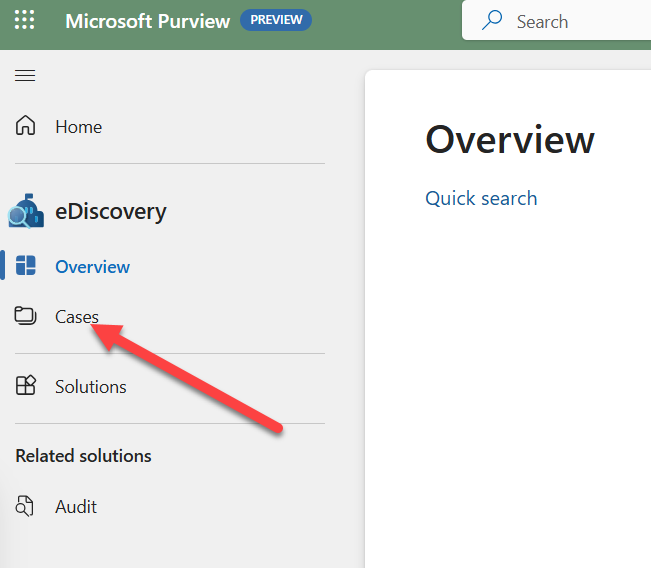 Microsoft Purview PREVIEW
Search
Home
eDiscovery
Overview
Cases
Solutions
Related solutions
Audit
Overview
Quick search